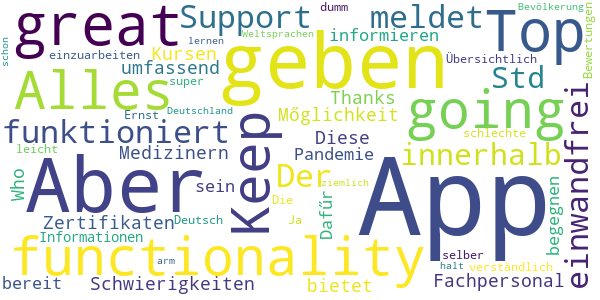 great
Support
meldet
dumm
Top
Bevölkerung
schon
einzuarbeiten
lernen
Kursen
Weltsprachen
informieren
Übersichtlich
Bewertungen
umfassend
geben
Alles
super
Deutschland
Thanks
Std
going
Ernst
Möglichkeit
funktioniert
Keep
Diese
schlechte
einwandfrei
leicht
Medizinern
Pandemie
innerhalb
Who
Aber
sein
Der
App
begegnen
ziemlich
Zertifikaten
Deutsch
Die
Dafür
Informationen
Ja
functionality
selber
arm
halt
verständlich
bereit
Schwierigkeiten
bietet
Fachpersonal